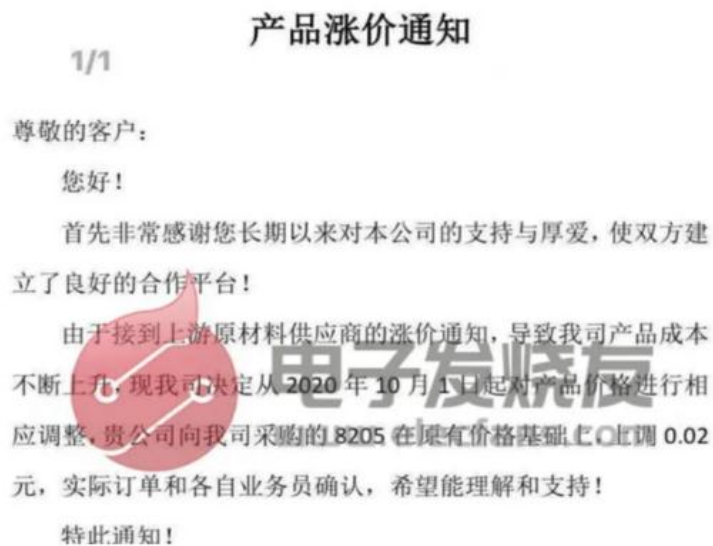 产品涨价通知
1/1
尊敬的客户：
您好！
首先非常感谢您长期以来对本公司的支持与厚爱，使双方建
立了良好的合作平台！
由于接到上游原材料供应商的涨价通知，导致我司产品成本
电子发烧友
不断上升，现我司决定从 2020 年 10 月 1 日起对产品价格进行相
应调整，贵公司向我司采购的 8205 在原有价格基础上，上调 0.02
元，实际订单和各自业务员确认，希望能理解和支持！
特此通知！